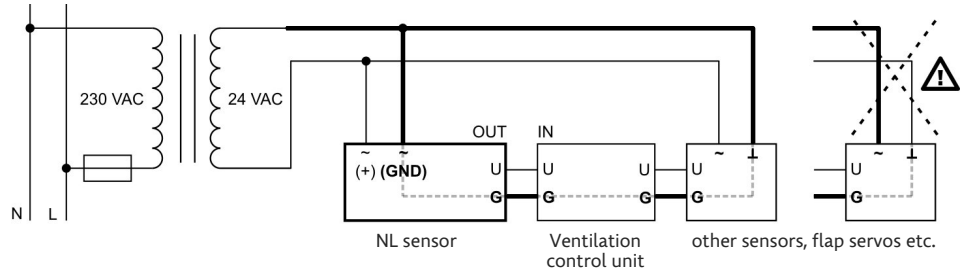 230 VAC
24 VAC
OUT IN
~ ~ ~ ⊥ ~ ⊥
(+) (GND) U U U U U
G G G G G
N L
NL sensor
Ventilation
control unit
other sensors, flap servos etc.